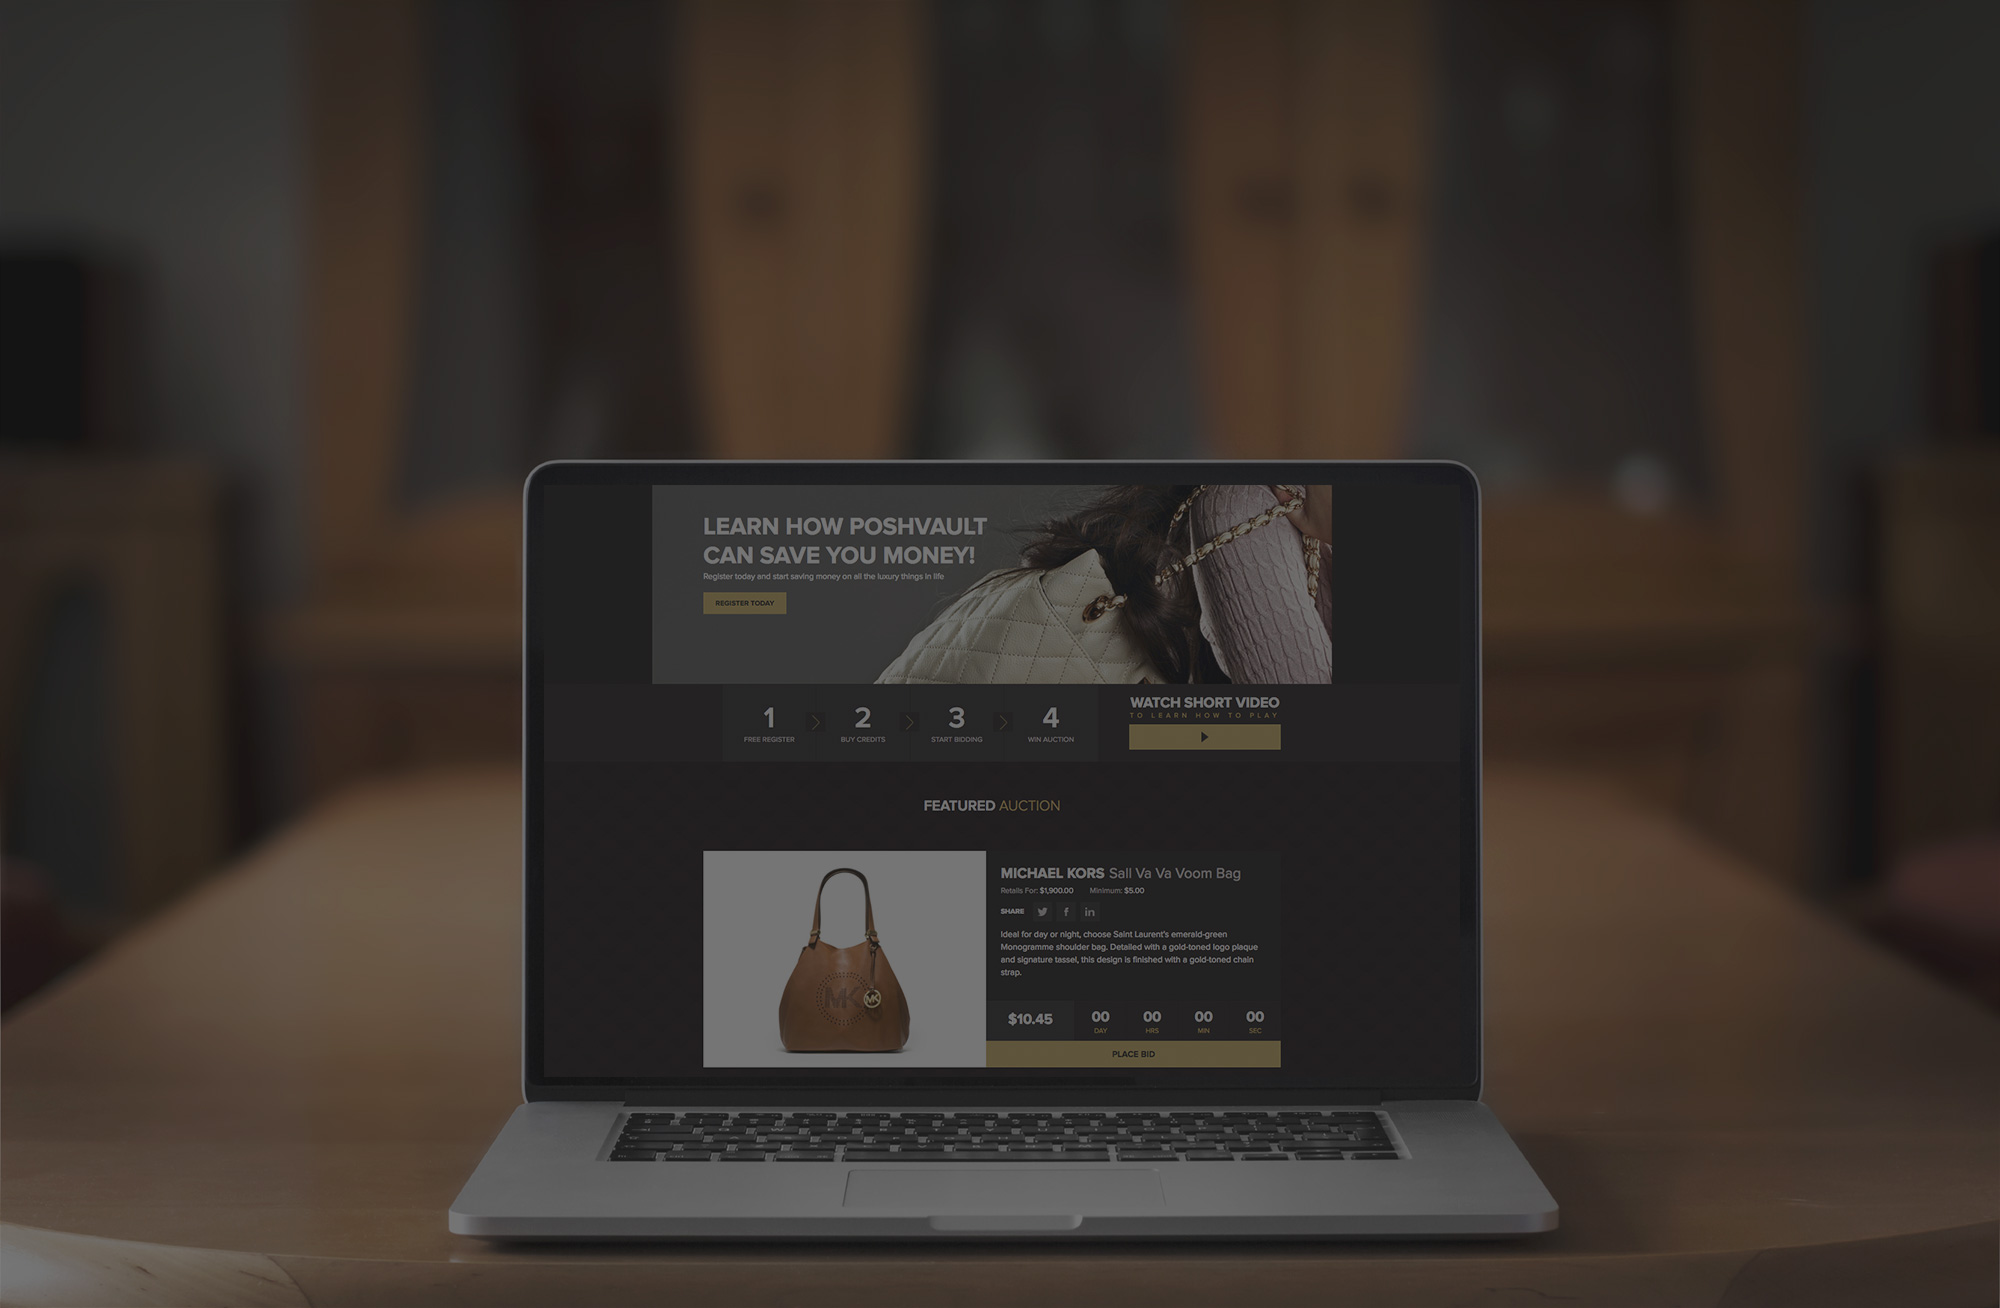 LEARN HOW POSHVAULT
CAN SAVE YOU MONEY!
Register today and start saving money on all the luxury things in life
REGISTER TODAY
1
FREE REGISTER
2
BUY CREDITS
3
START BIDDING
4
WIN AUCTION
WATCH SHORT VIDEO
TO LEARN HOW TO PLAY
FEATURED AUCTION
MK
MK
MICHAEL KORS Sall Va Va Voom Bag
Retails For: $1,900.00 Minimum: $5.00
SHARE
Ideal for day or night, choose Saint Laurent's emerald-green
Monogramme shoulder bag. Detailed with a gold-toned logo plaque
and signature tassel, this design is finished with a gold-toned chain
strap.
$10.45
00 00 00 00
DAY HRS MIN SEC
PLACE BID